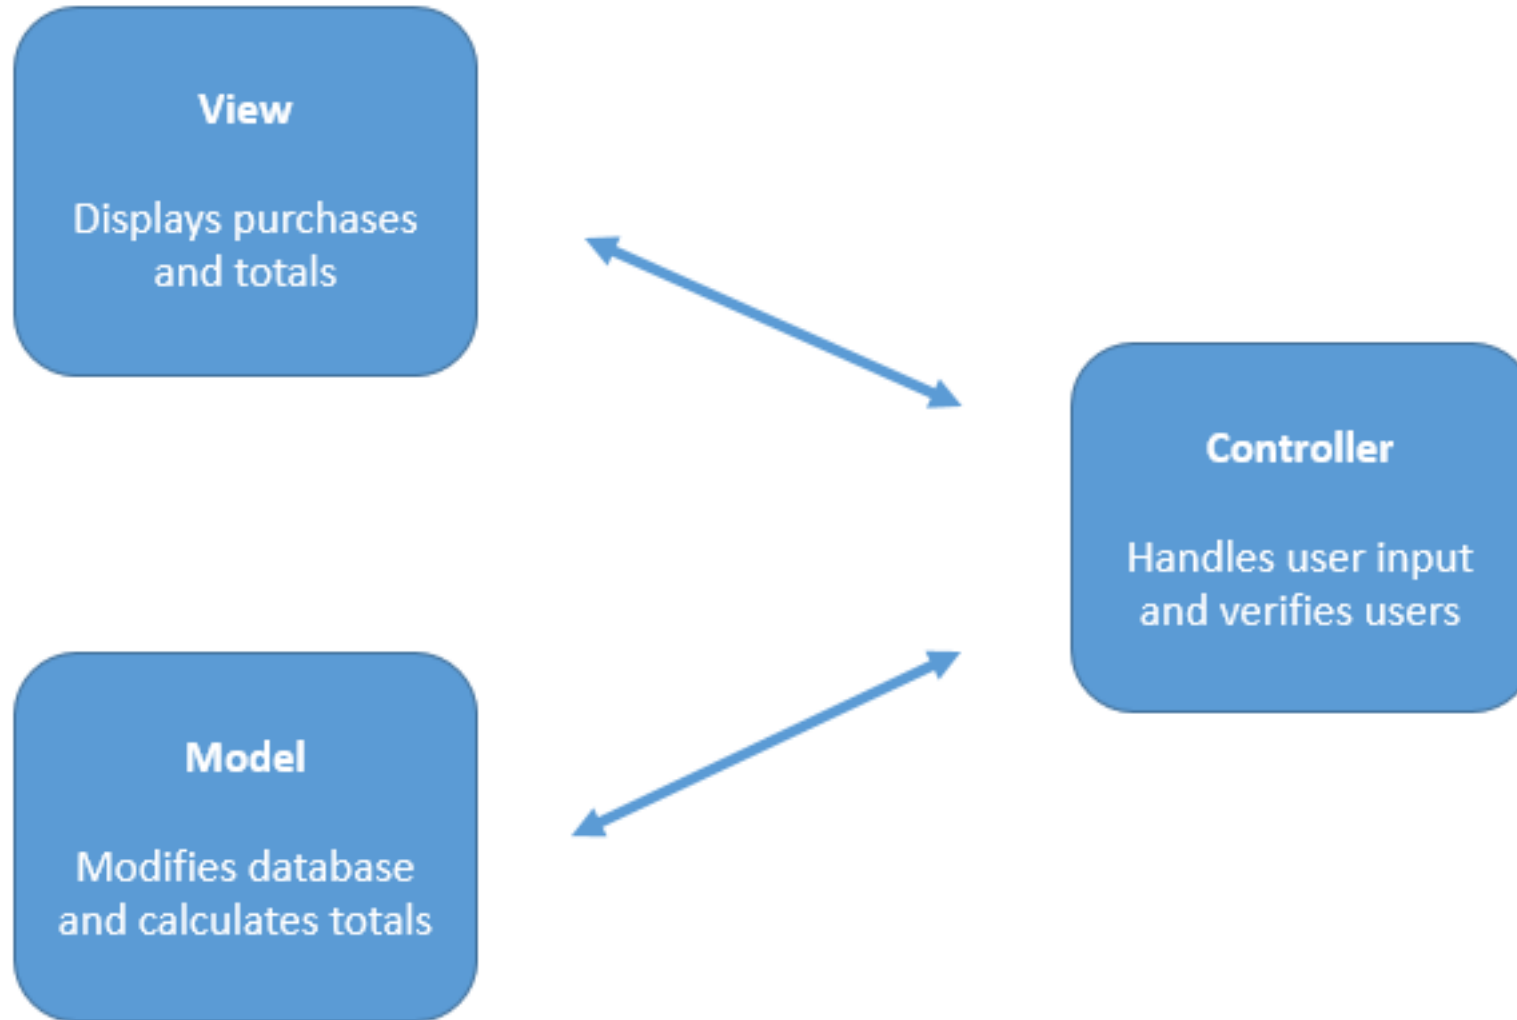 View
Displays purchases
and totals
Controller
Handles user input
and verifies users
Model
Modifies database
and calculates totals